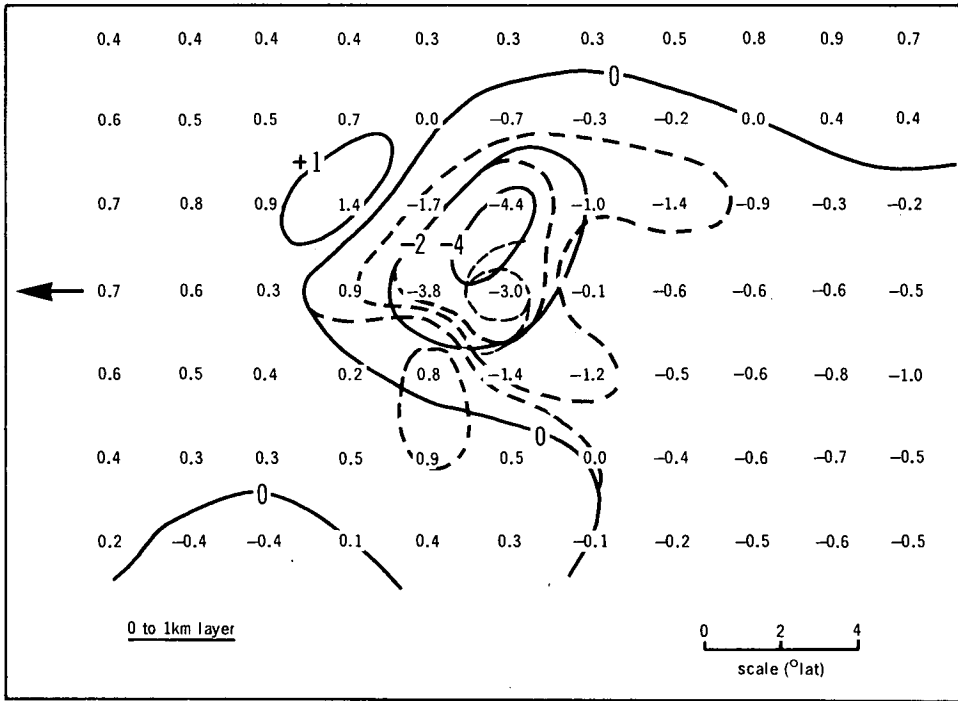 0.4 0.4 0.4 0.4 0.3 0.3 0.3 0.5 0.8 0.9 0.7
0
0.6 0.5 0.5 0.7 0.0 −0.7 −0.3 −0.2 0.0 0.4 0.4
+1
0.7 0.8 0.9 1.4 −1.7 −4.4 −1.0 −1.4 −0.9 −0.3 −0.2
−2 −4
0.7 0.6 0.3 0.9 −3.8 −3.0 −0.1 −0.6 −0.6 −0.6 −0.5
0.6 0.5 0.4 0.2 0.8 −1.4 −1.2 −0.5 −0.6 −0.8 −1.0
0
0.4 0.3 0.3 0.5 0.9 0.5 0.0 −0.4 −0.6 −0.7 −0.5
0
0.2 −0.4 −0.4 0.1 0.4 0.3 −0.1 −0.2 −0.5 −0.6 −0.5
0 to 1km layer
0 2 4
scale (°lat)